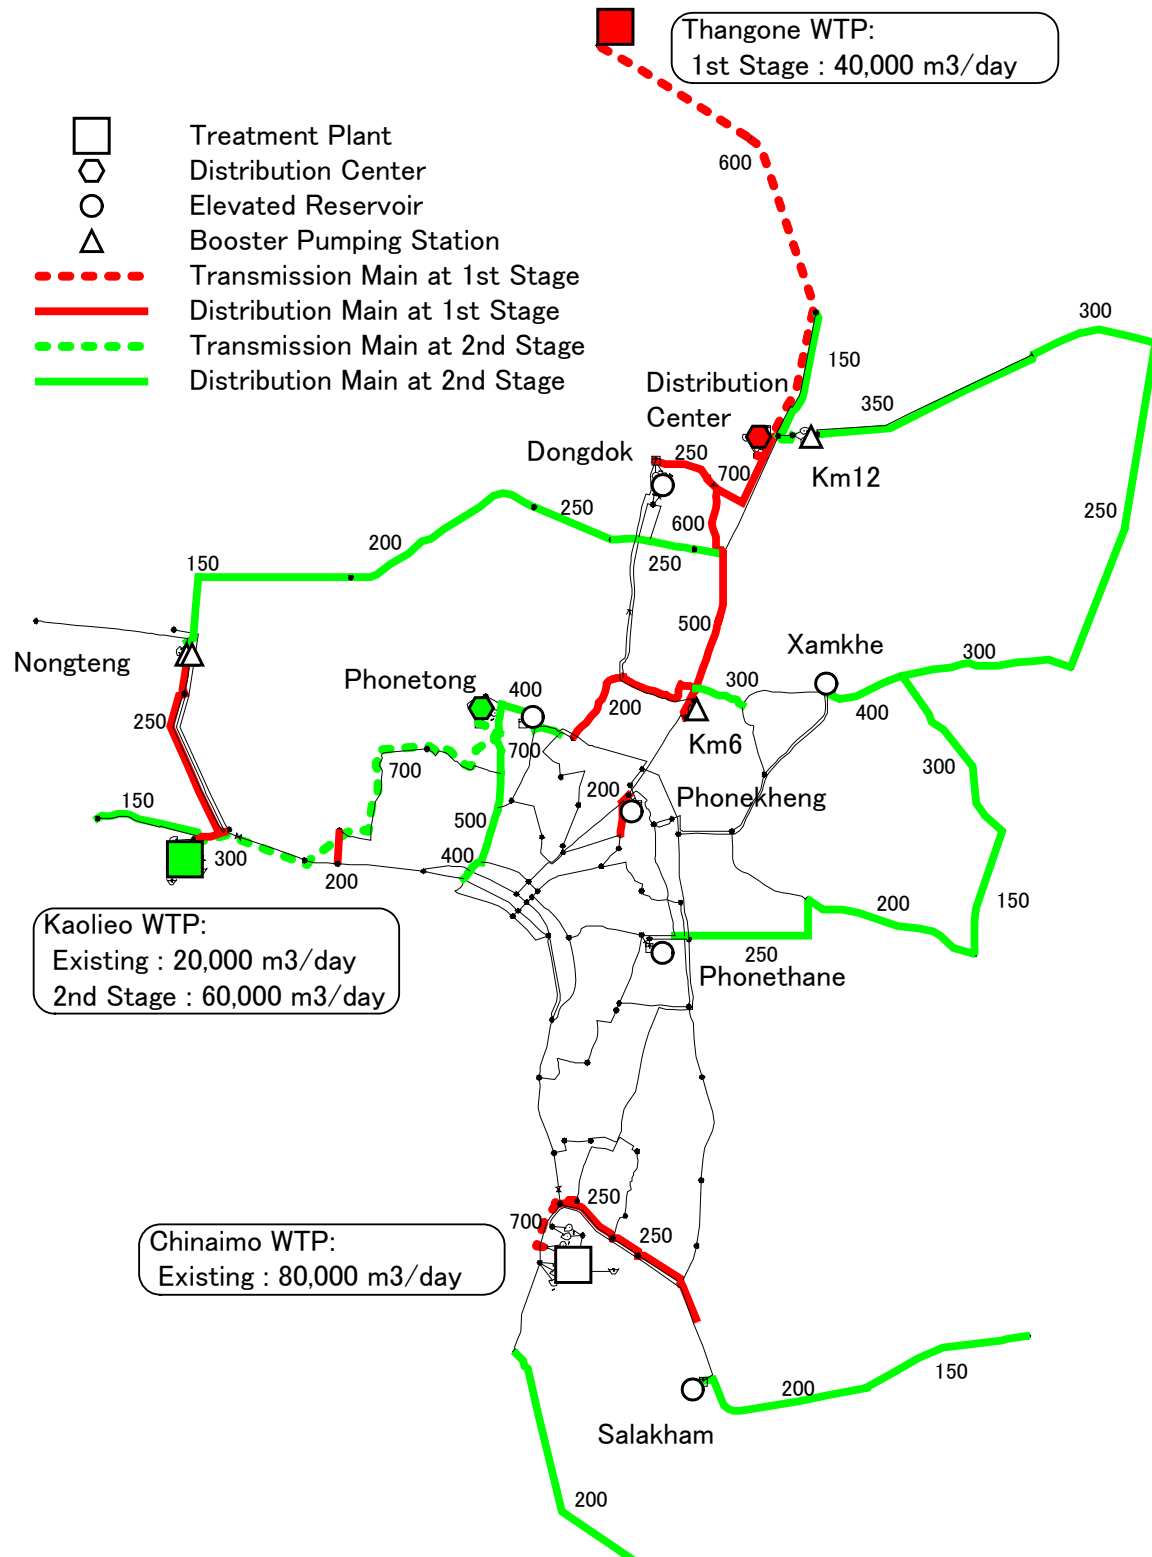 Thangone WTP:
1st Stage : 40,000 m3/day
Treatment Plant
Distribution Center
Elevated Reservoir
Booster Pumping Station
Transmission Main at 1st Stage
Distribution Main at 1st Stage
Transmission Main at 2nd Stage
Distribution Main at 2nd Stage
600
300
150
Distribution
Center
350
Dongdok
250
700
Km12
250
250
600
200
250
150
500
Xamkhe
Nongteng
300
300
Phonetong
400
200
400
250
700
Km6
700
300
200
Phonekheng
150
500
300
400
200
200
150
Kaolieo WTP:
Existing : 20,000 m3/day
2nd Stage : 60,000 m3/day
250
Phonethane
250
700
250
Chinaimo WTP:
Existing : 80,000 m3/day
150
200
Salakham
200